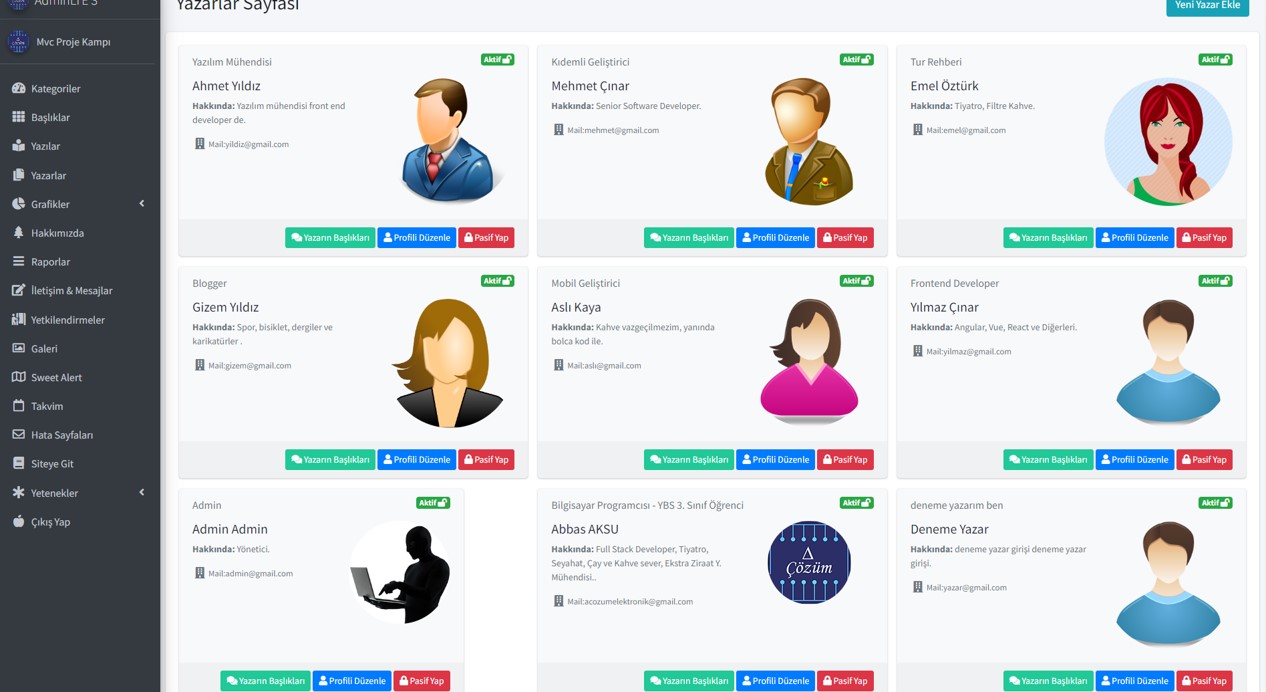 AdminLTE 3
Yazarlar Sayfası
Yeni Yazar Ekle
Mvc Proje Kampı
Kategoriler
Başlıklar
Yazılar
Yazarlar
Grafikler
Hakkımızda
Raporlar
İletişim & Mesajlar
Yetkilendirmeler
Galeri
Sweet Alert
Takvim
Hata Sayfaları
Siteye Git
Yetenekler
Çıkış Yap
Yazılım Mühendisi
Aktif
Ahmet Yıldız
Hakkında: Yazılım mühendisi front end
developer de.
Mail:yildiz@gmail.com
Yazarın Başlıkları Profili Düzenle Pasif Yap
Kıdemli Geliştirici
Aktif
Mehmet Çınar
Hakkında: Senior Software Developer.
Mail:mehmet@gmail.com
Yazarın Başlıkları Profili Düzenle Pasif Yap
Tur Rehberi
Aktif
Emel Öztürk
Hakkında: Tiyatro, Filtre Kahve.
Mail:emel@gmail.com
Yazarın Başlıkları Profili Düzenle Pasif Yap
Blogger
Aktif
Gizem Yıldız
Hakkında: Spor, bisiklet, dergiler ve
karikatürler .
Mail:gizem@gmail.com
Yazarın Başlıkları Profili Düzenle Pasif Yap
Mobil Geliştirici
Aktif
Aslı Kaya
Hakkında: Kahve vazgeçilmezim, yanında
bolca kod ile.
Mail:aslı@gmail.com
Yazarın Başlıkları Profili Düzenle Pasif Yap
Frontend Developer
Aktif
Yılmaz Çınar
Hakkında: Angular, Vue, React ve Diğerleri.
Mail:yilmaz@gmail.com
Yazarın Başlıkları Profili Düzenle Pasif Yap
Admin
Aktif
Admin Admin
Hakkında: Yönetici.
Mail:admin@gmail.com
Yazarın Başlıkları Profili Düzenle Pasif Yap
Bilgisayar Programcısı - YBS 3. Sınıf Öğrenci
Aktif
Abbas AKSU
Hakkında: Full Stack Developer, Tiyatro,
Seyahat, Çay ve Kahve sever, Ekstra Ziraat Y.
Mühendisi..
Mail:acozumelektronik@gmail.com
Δ
Çözüm
Yazarın Başlıkları Profili Düzenle Pasif Yap
deneme yazarım ben
Aktif
Deneme Yazar
Hakkında: deneme yazar girişi deneme yazar
girişi.
Mail:yazar@gmail.com
Yazarın Başlıkları Profili Düzenle Pasif Yap